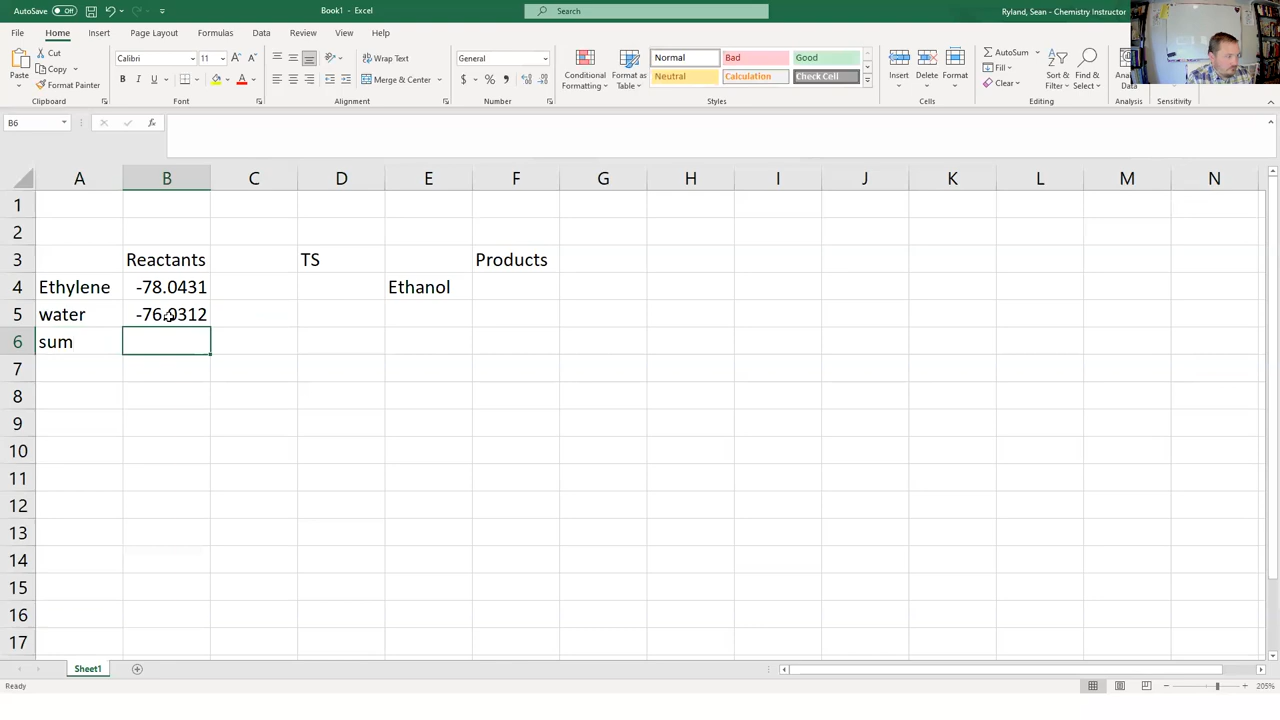 AutoSave Off Book1 - Excel Search Ryland, Sean - Chemistry Instructor
File Home Insert Page Layout Formulas Data Review View Help
Paste Cut Copy Format Painter Clipboard
Calibri 11 B I U Font
Wrap Text Merge & Center Alignment
General $ % Number
Conditional Formatting Format as Table
Normal Bad Good
Neutral Calculation Check Cell
Styles
Insert Delete Format Cells
AutoSum Fill Clear Sort & Filter Find & Select Editing
Data Analysis Sensitivity
B6 fx
A B C D E F G H I J K L M N
1
2
3 Reactants TS Products
4 Ethylene -78.0431 Ethanol
5 water -76.0312
6 sum
7
8
9
10
11
12
13
14
15
16
17
Sheet1
Ready 205%